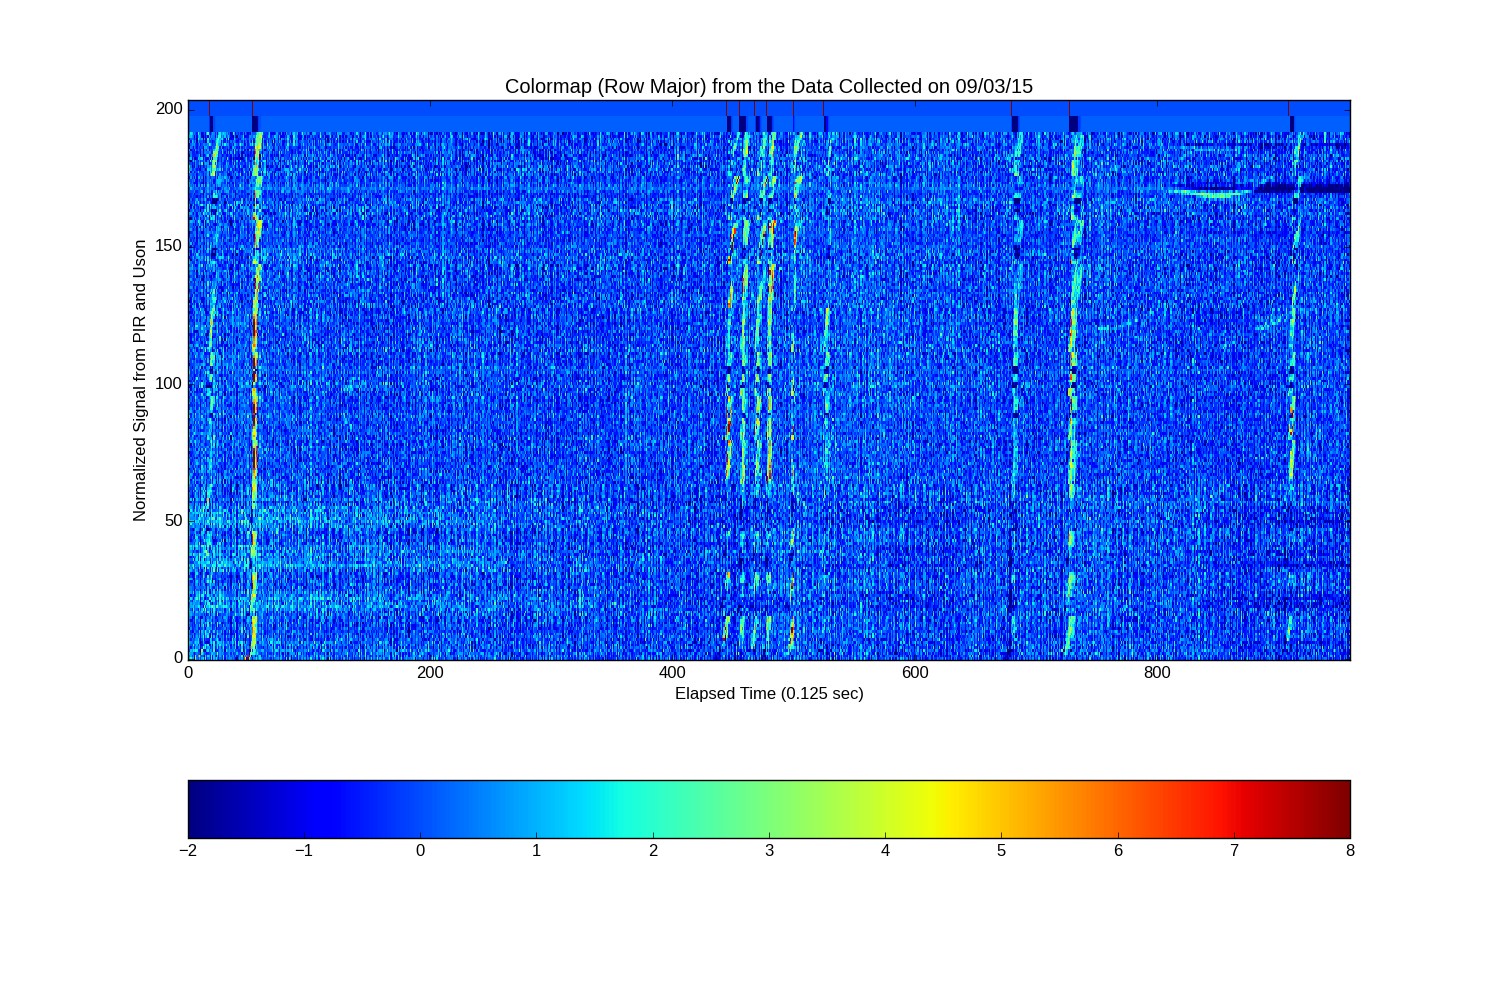 Colormap (Row Major) from the Data Collected on 09/03/15
Normalized Signal from PIR and Uson
200
150
100
50
0
0 200 400 600 800
Elapsed Time (0.125 sec)
−2 −1 0 1 2 3 4 5 6 7 8